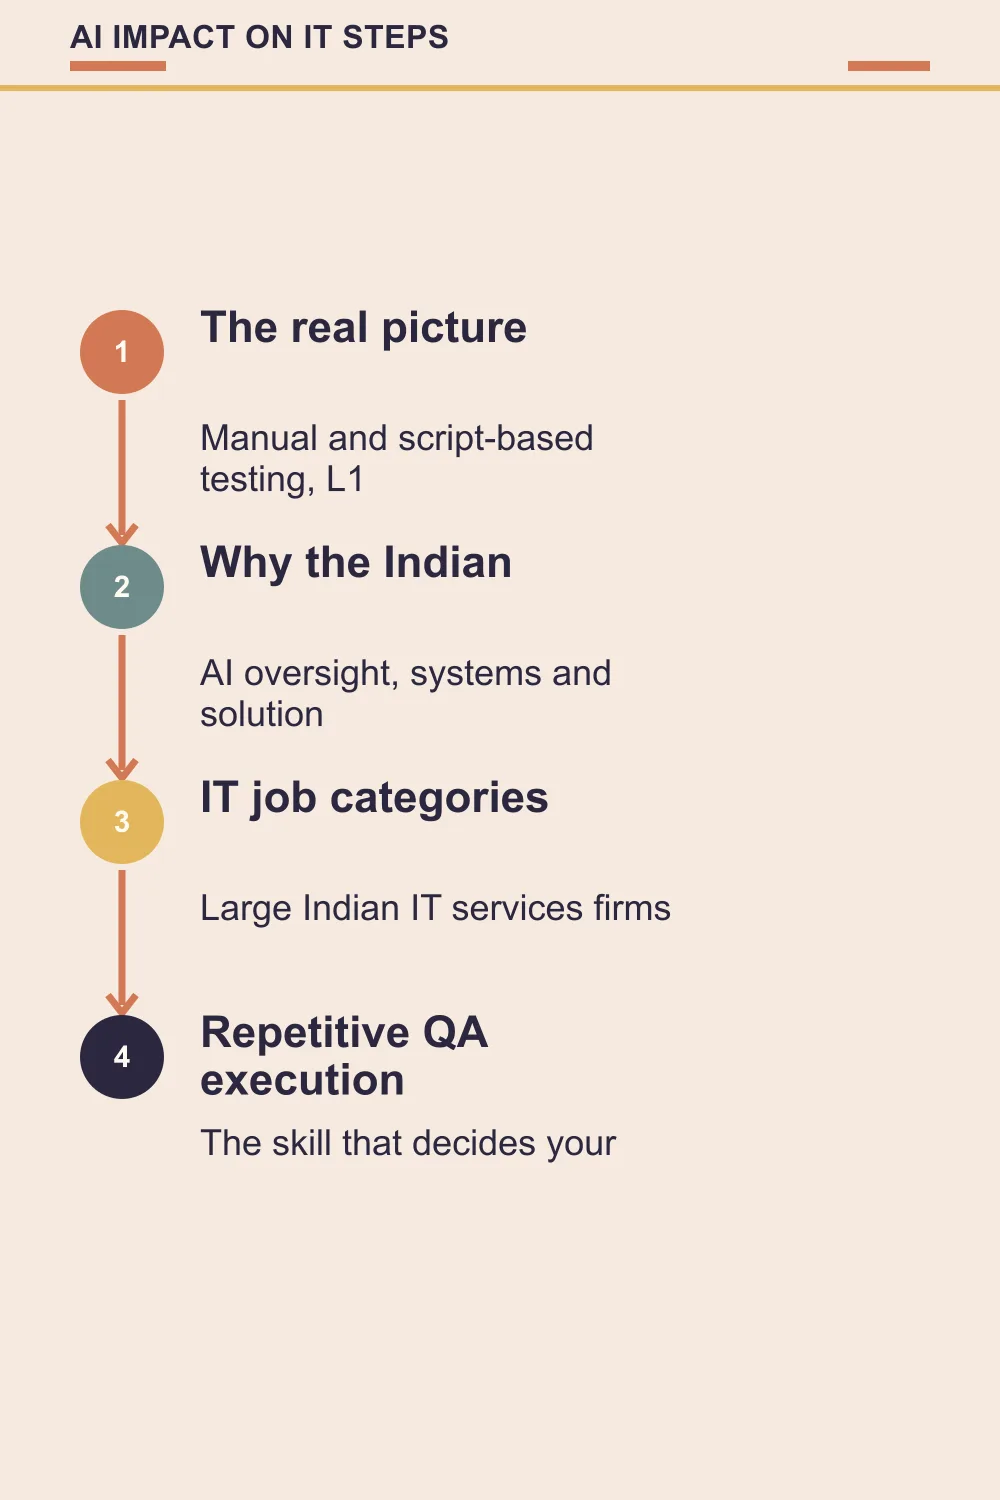 AI IMPACT ON IT STEPS
1
The real picture
Manual and script-based
testing, L1
2
Why the Indian
AI oversight, systems and
solution
3
IT job categories
Large Indian IT services firms
4
Repetitive QA
execution
The skill that decides your